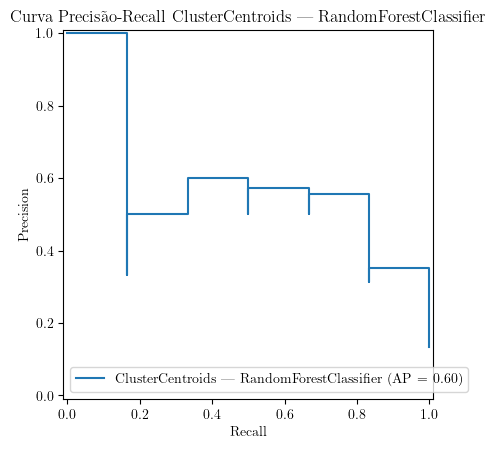 Curva Precisão-Recall ClusterCentroids — RandomForestClassifier
1.0
0.8
0.6
0.4
0.2
0.0
Precision
ClusterCentroids — RandomForestClassifier (AP = 0.60)
0.0 0.2 0.4 0.6 0.8 1.0
Recall